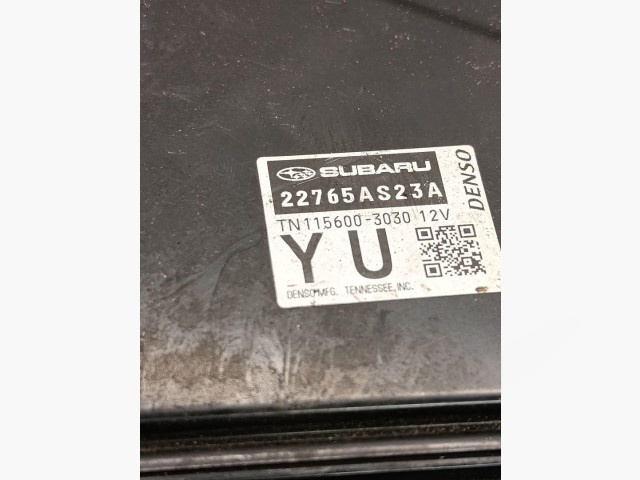 SUBARU
22765AS23A
DENSO
TN115600-3030 12V
YU
DENSO MFG. TENNESSEE, INC.